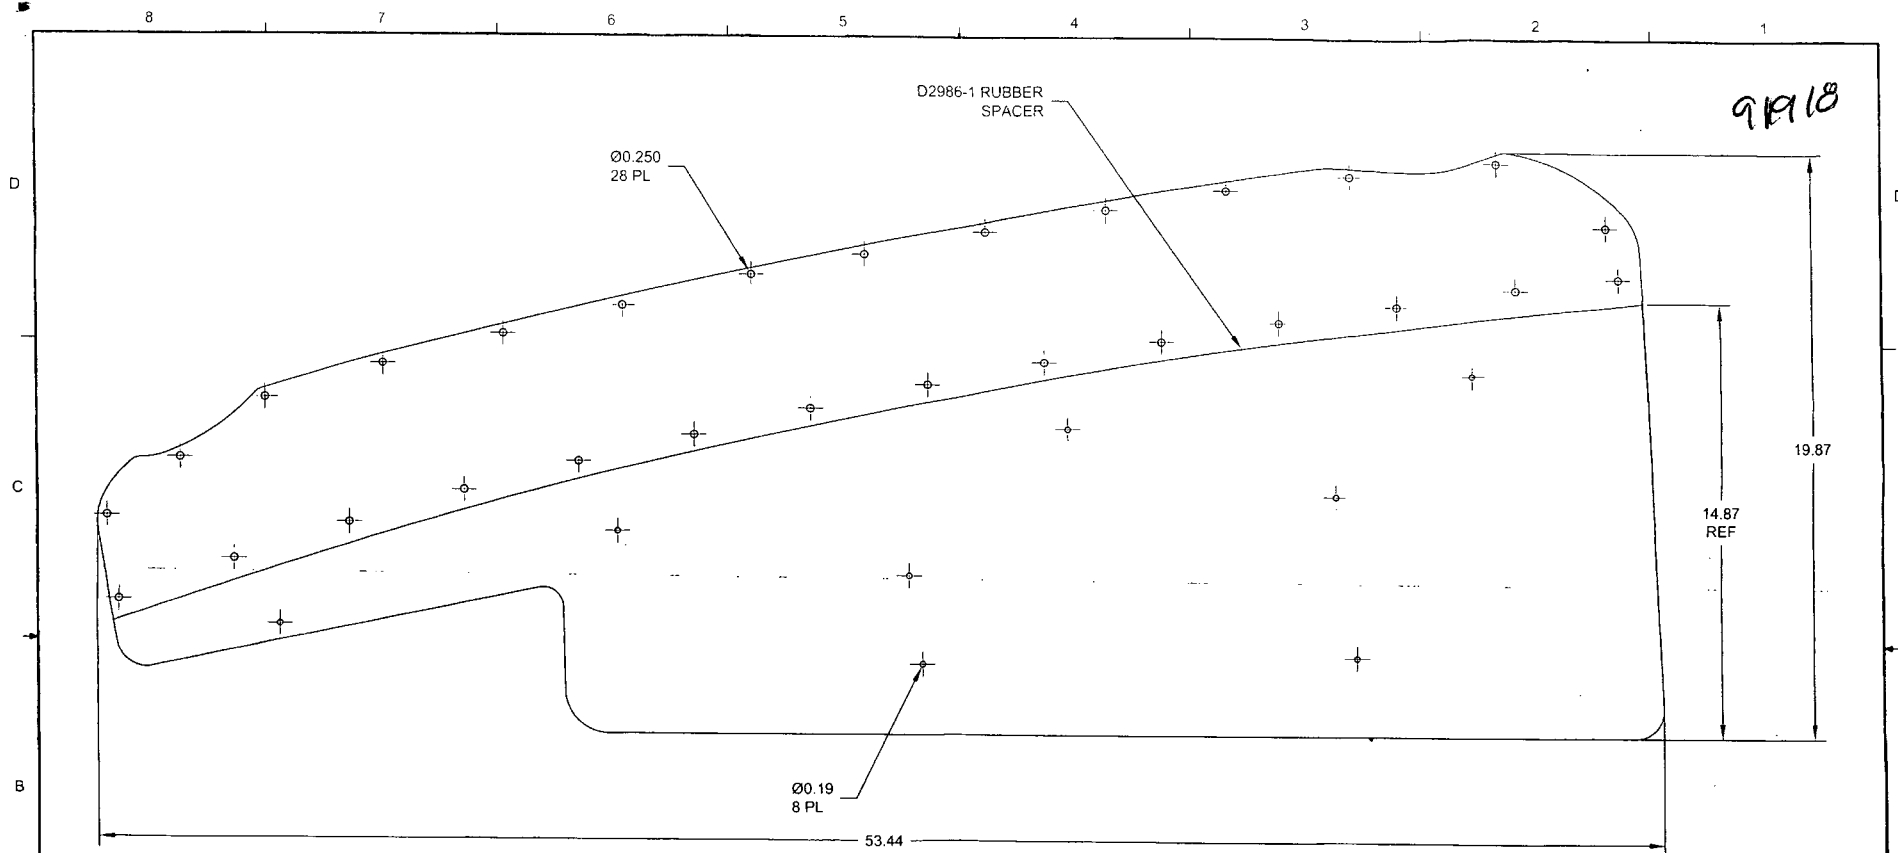 8 7 6 5 4 3 2 1
D2986-1 RUBBER
SPACER
Ø0.250
28 PL
D
19.87
C
14.87
REF
Ø0.19
8 PL
B
53.44